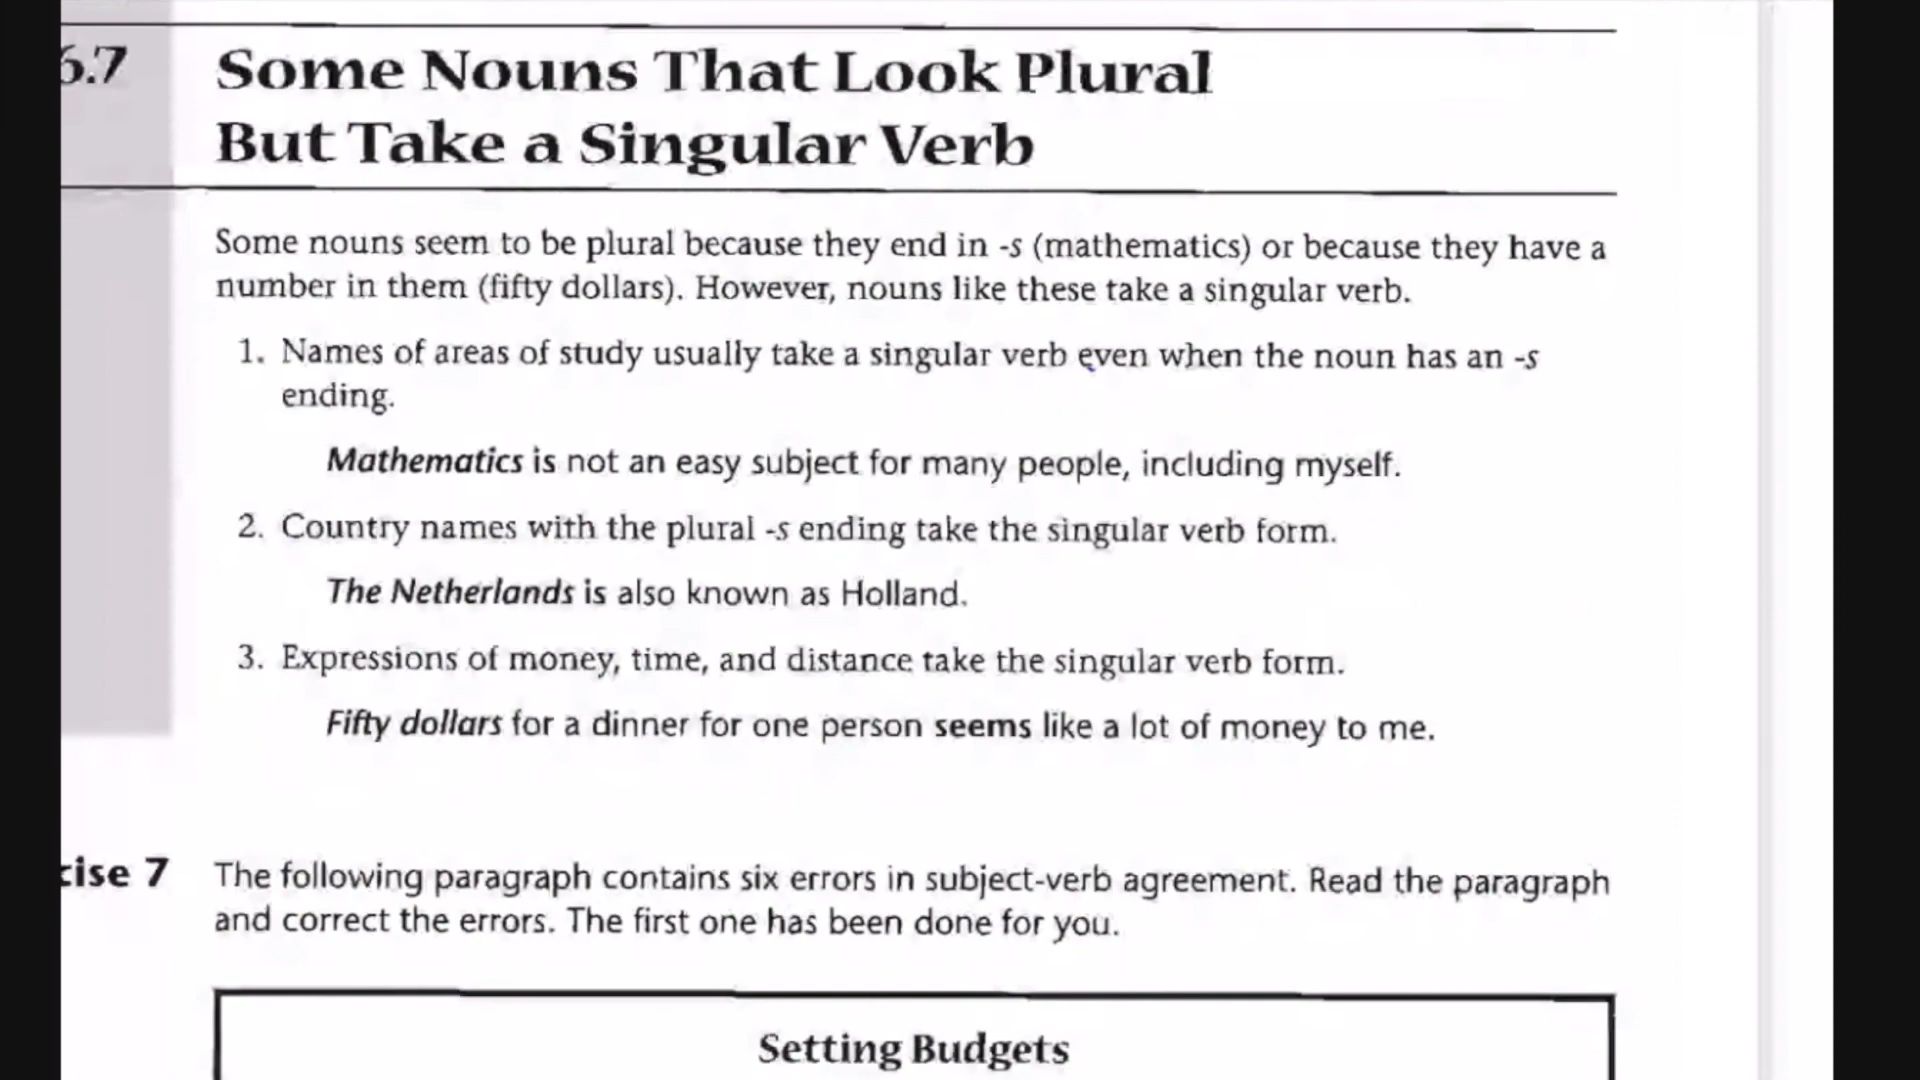 6.7 Some Nouns That Look Plural
But Take a Singular Verb
Some nouns seem to be plural because they end in -s (mathematics) or because they have a
number in them (fifty dollars). However, nouns like these take a singular verb.
1. Names of areas of study usually take a singular verb even when the noun has an -s
ending.
Mathematics is not an easy subject for many people, including myself.
2. Country names with the plural -s ending take the singular verb form.
The Netherlands is also known as Holland.
3. Expressions of money, time, and distance take the singular verb form.
Fifty dollars for a dinner for one person seems like a lot of money to me.
cise 7 The following paragraph contains six errors in subject-verb agreement. Read the paragraph
and correct the errors. The first one has been done for you.
Setting Budgets